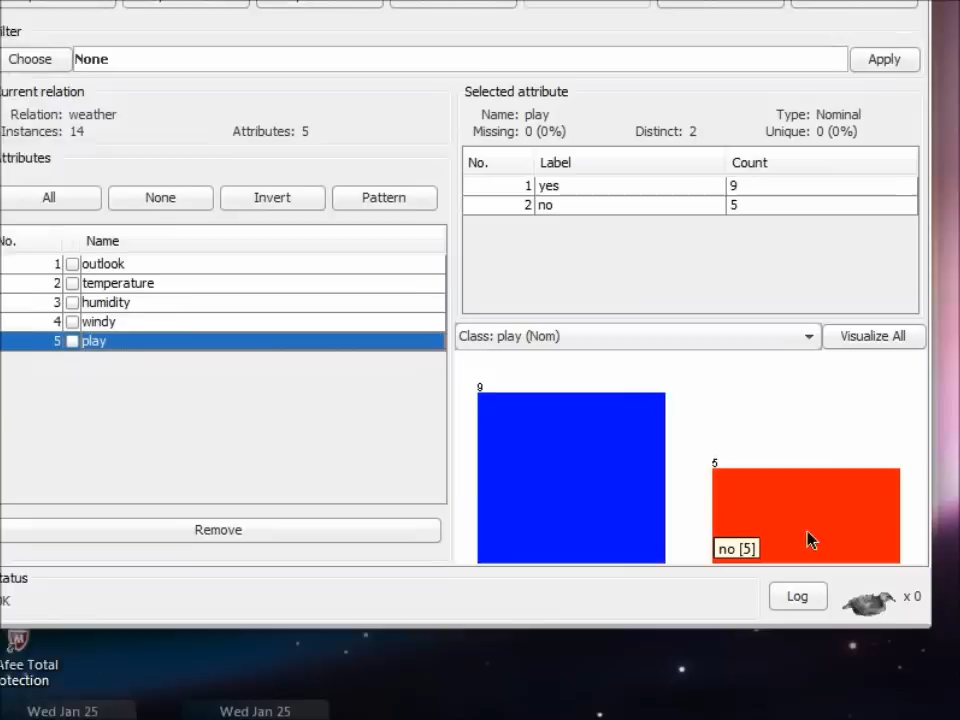 ilter
Choose
None
Apply
urrent relation
Relation: weather
Instances: 14
Attributes: 5
Selected attribute
Name: play
Type: Nominal
Missing: 0 (0%)
Distinct: 2
Unique: 0 (0%)
ttributes
All
None
Invert
Pattern
No. Label Count
1 yes 9
2 no 5
No. Name
1 outlook
2 temperature
3 humidity
4 windy
5 play
Class: play (Nom)
Visualize All
9
5
no [5]
Remove
tatus
OK
Log
x 0
Afee Total
otection
Wed Jan 25
Wed Jan 25